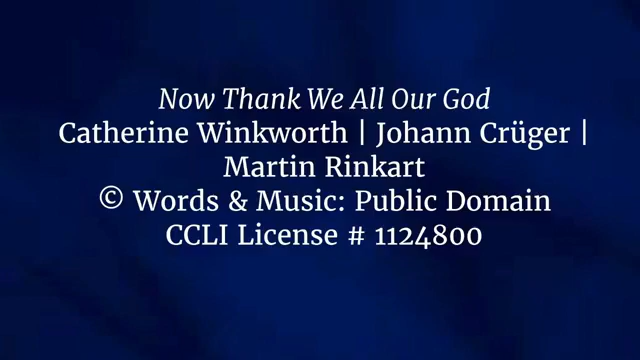 Now Thank We All Our God
Catherine Winkworth | Johann Crüger |
Martin Rinkart
© Words & Music: Public Domain
CCLI License # 1124800